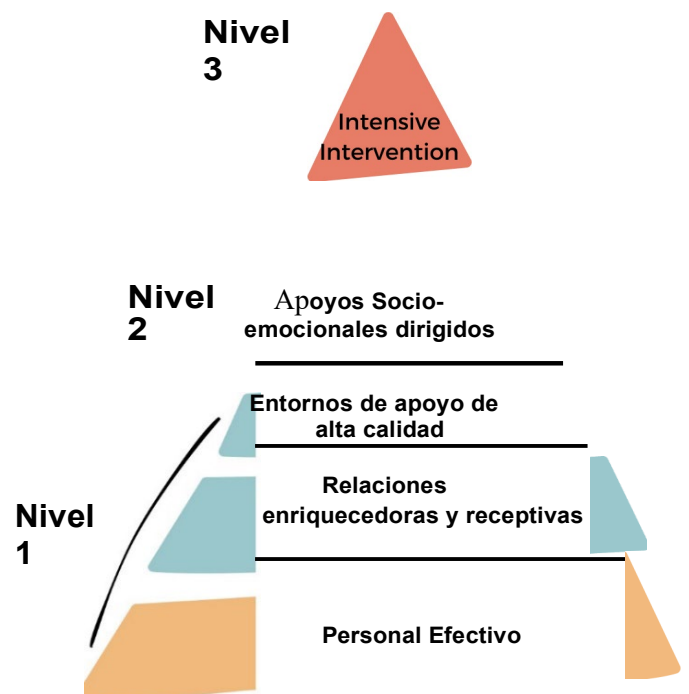 Nivel
3
Intensive
Intervention
Nivel
2
Apoyos Socio-
emocionales dirigidos
Entornos de apoyo de
alta calidad
Nivel
1
Relaciones
enriquecedoras y receptivas
Personal Efectivo